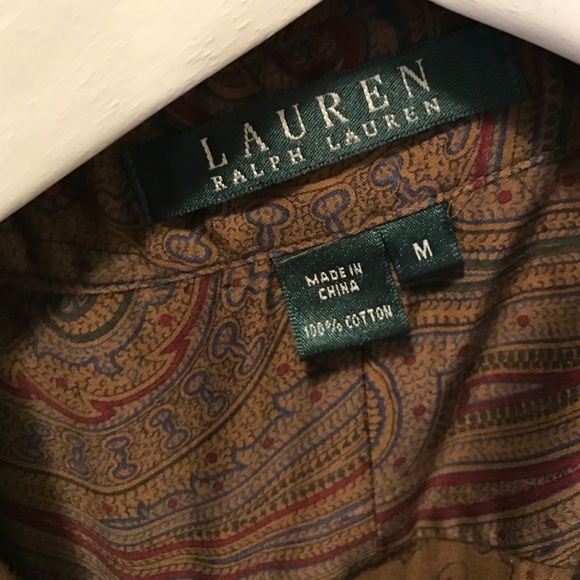 LAUREN
RALPH LAUREN
M
MADE IN
CHINA
100% COTTON